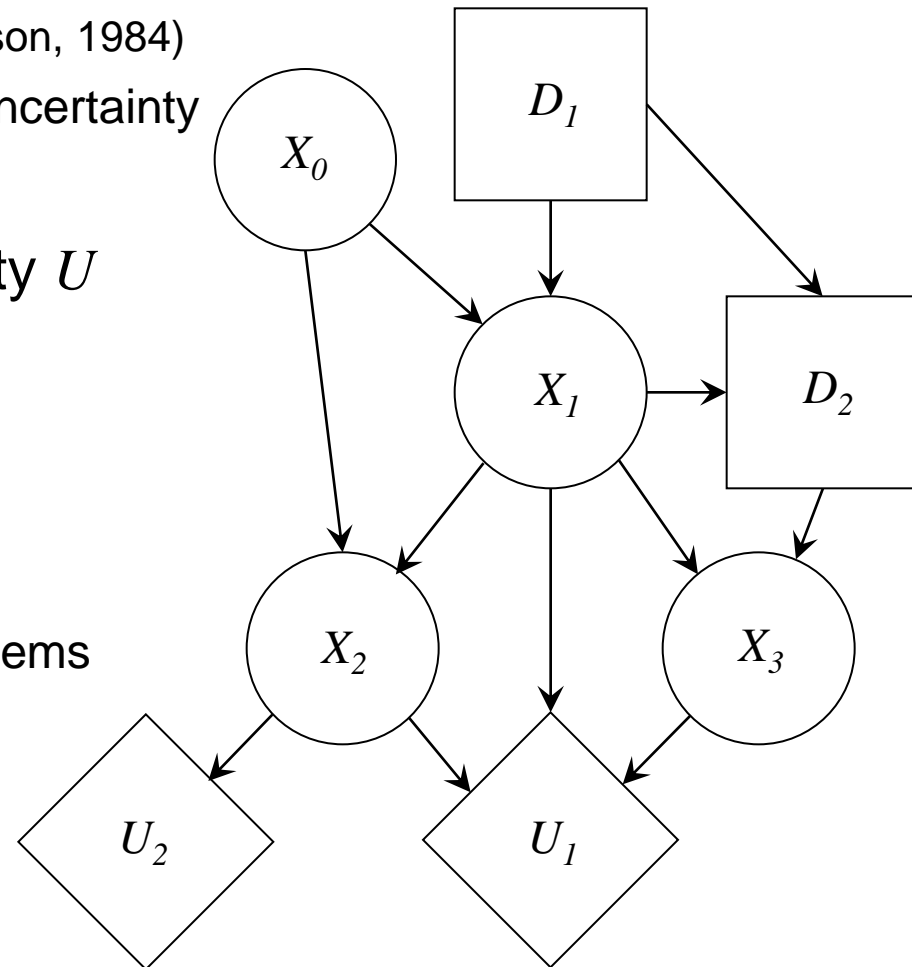 son, 1984)
ncertainty
ty U
ems
D₁
X₀
X₁
D₂
X₂
X₃
U₂
U₁